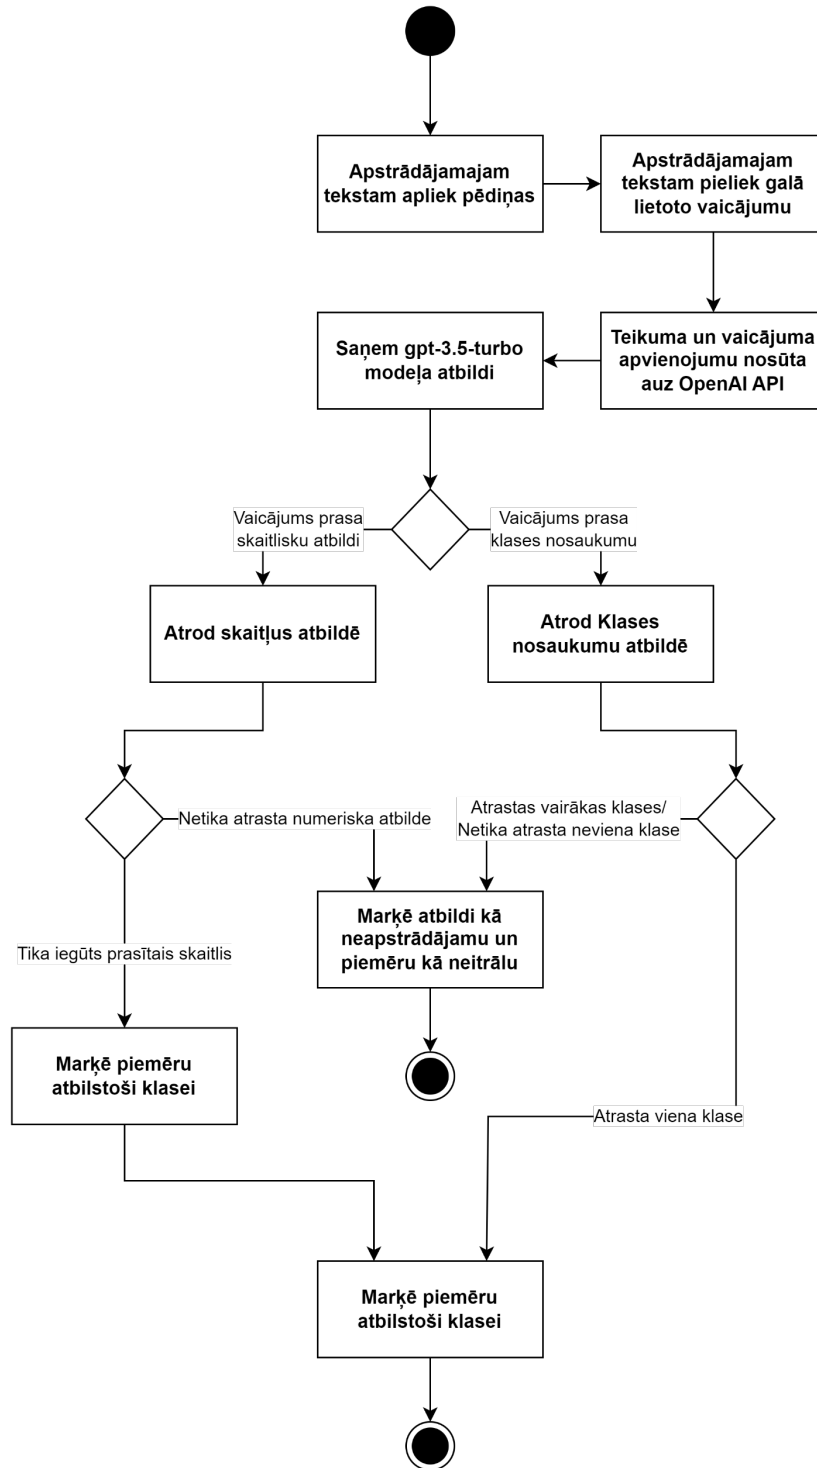 Apstrādājamajam
tekstam apliek pēdiņas
Apstrādājamajam
tekstam pieliek galā
lietoto vaicājumu
Saņem gpt-3.5-turbo
modeļa atbildi
Teikuma un vaicājuma
apvienojumu nosūta
auz OpenAI API
Vaicājums prasa
skaitlisku atbildi
Vaicājums prasa
klases nosaukumu
Atrod skaitļus atbildē
Atrod Klases
nosaukumu atbildē
Netika atrasta numeriska atbilde
Atrastas vairākas klases/
Netika atrasta neviena klase
Marķē atbildi kā
neapstrādājamu un
piemēru kā neitrālu
Tika iegūts prasītais skaitlis
Marķē piemēru
atbilstoši klasei
Atrasta viena klase
Marķē piemēru
atbilstoši klasei